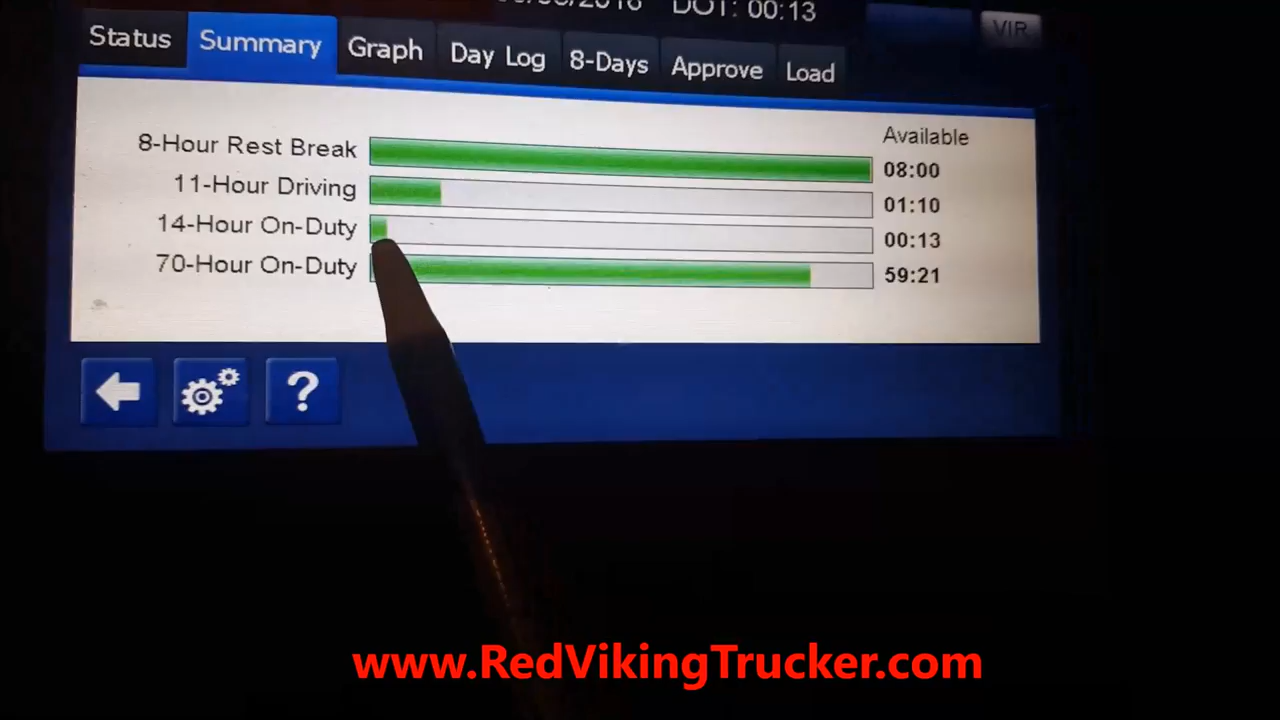 DOT: 00:13
VIR
Status Summary Graph Day Log 8-Days Approve Load
Available
8-Hour Rest Break 08:00
11-Hour Driving 01:10
14-Hour On-Duty 00:13
70-Hour On-Duty 59:21
?
www.RedVikingTrucker.com